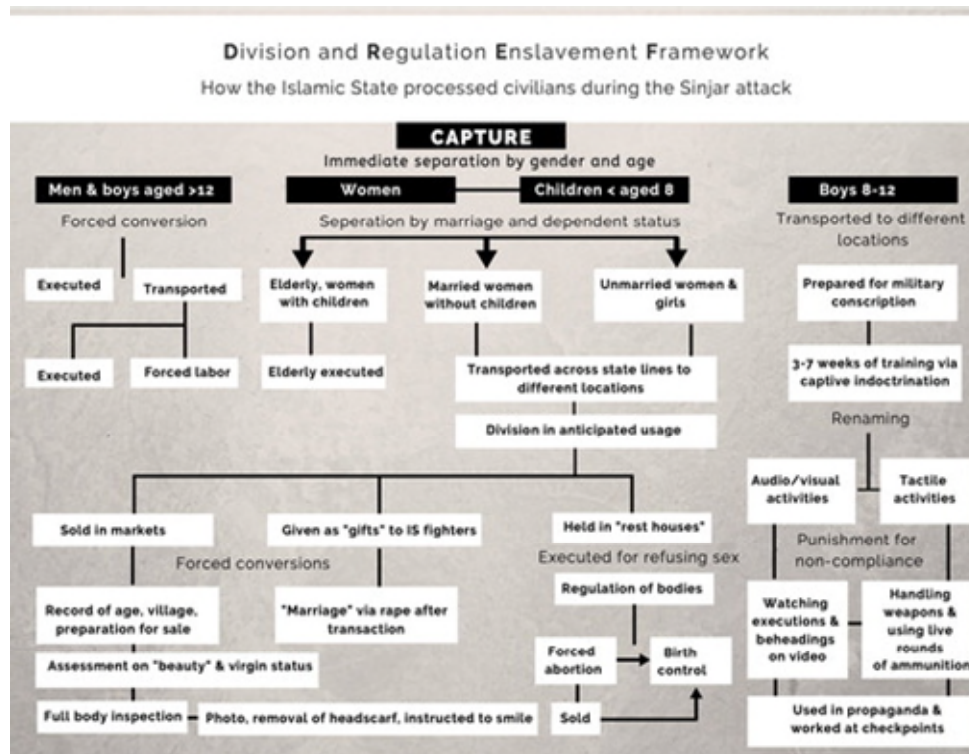 Division and Regulation Enslavement Framework
How the Islamic State processed civilians during the Sinjar attack
CAPTURE
Immediate separation by gender and age
Men & boys aged >12
Women
Children < aged 8
Boys 8-12
Forced conversion
Seperation by marriage and dependent status
Transported to different
locations
Executed
Transported
Elderly, women
with children
Married women
without children
Unmarried women &
girls
Prepared for military
conscription
Executed
Forced labor
Elderly executed
Transported across state lines to
different locations
3-7 weeks of training via
captive indoctrination
Division in anticipated usage
Renaming
Audio/visual
activities
Tactile
activities
Sold in markets
Given as "gifts" to IS fighters
Held in "rest houses"
Forced conversions
Executed for refusing sex
Punishment for
non-compliance
Record of age, village,
preparation for sale
"Marriage" via rape after
transaction
Regulation of bodies
Watching
executions &
beheadings
on video
Handling
weapons &
using live
rounds
of ammunition
Assessment on "beauty" & virgin status
Forced
abortion
Birth
control
Full body inspection
Photo, removal of headscarf, instructed to smile
Sold
Used in propaganda &
worked at checkpoints